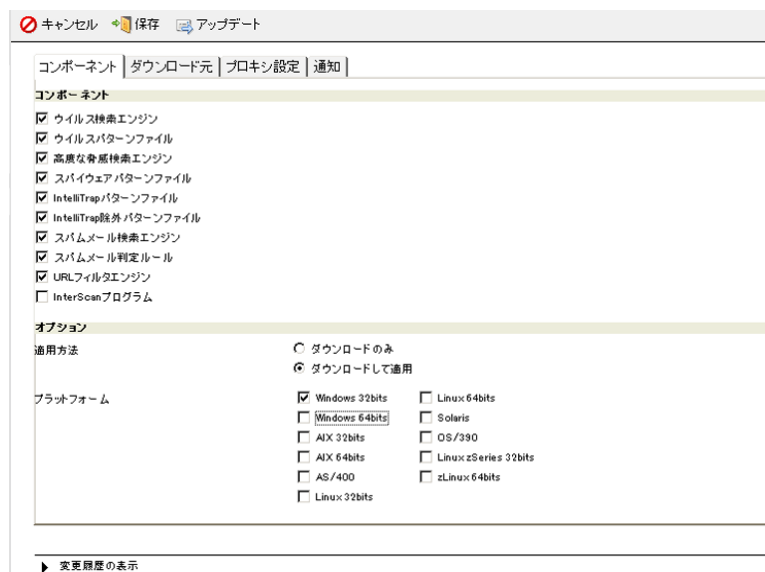 キャンセル 保存 アップデート
コンポーネント ダウンロード元 プロキシ設定 通知
コンポーネント
ウイルス検索エンジン
ウイルスパターンファイル
高度な脅威検索エンジン
スパイウェアパターンファイル
IntelliTrapパターンファイル
IntelliTrap除外パターンファイル
スパムメール検索エンジン
スパムメール判定ルール
URLフィルタエンジン
InterScanプログラム
オプション
適用方法 ダウンロードのみ
ダウンロードして適用
プラットフォーム Windows 32bits Linux 64bits
Windows 64bits Solaris
AIX 32bits OS/390
AIX 64bits Linux zSeries 32bits
AS/400 zLinux 64bits
Linux 32bits
変更履歴の表示